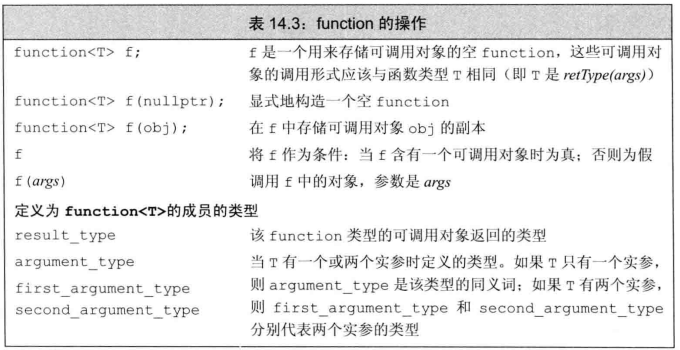 表 14.3：function 的操作
function<T> f; f 是一个用来存储可调用对象的空 function，这些可调用对
象的调用形式应该与函数类型 T 相同（即 T 是 retType(args)）
function<T> f(nullptr); 显式地构造一个空 function
function<T> f(obj); 在 f 中存储可调用对象 obj 的副本
f 将 f 作为条件：当 f 含有一个可调用对象时为真；否则为假
f(args) 调用 f 中的对象，参数是 args
定义为 function<T>的成员的类型
result_type 该 function 类型的可调用对象返回的类型
argument_type 当 T 有一个或两个实参时定义的类型。如果 T 只有一个实参，
first_argument_type 则 argument_type 是该类型的同义词；如果 T 有两个实参，
second_argument_type 则 first_argument_type 和 second_argument_type
分别代表两个实参的类型